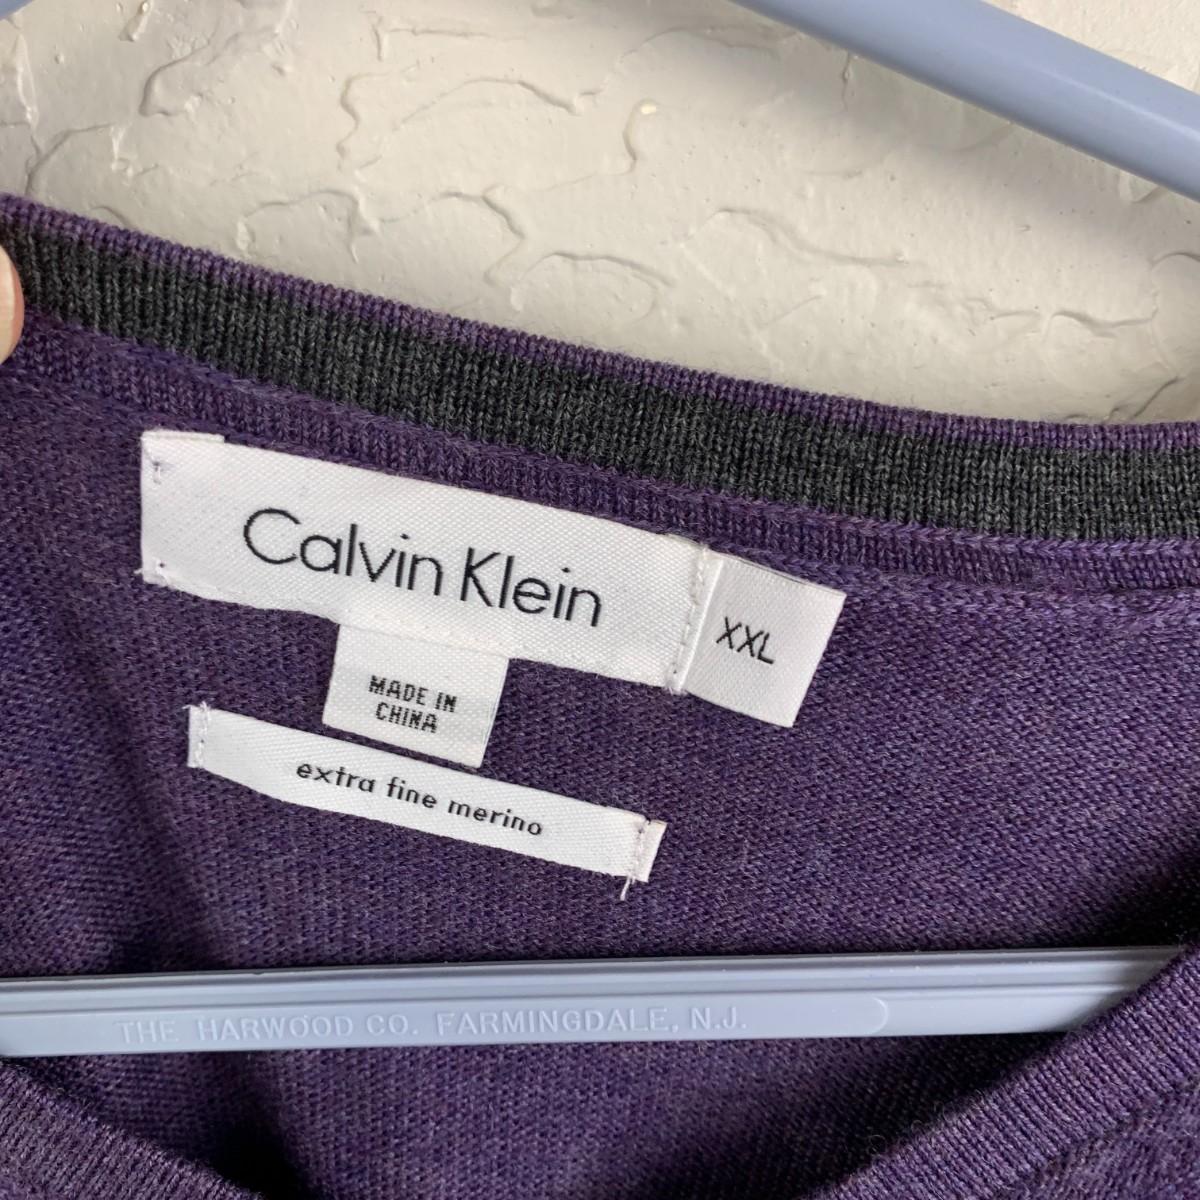 Calvin Klein
XXL
MADE IN
CHINA
extra fine merino
THE HARWOOD CO. FARMINGDALE, N.J.